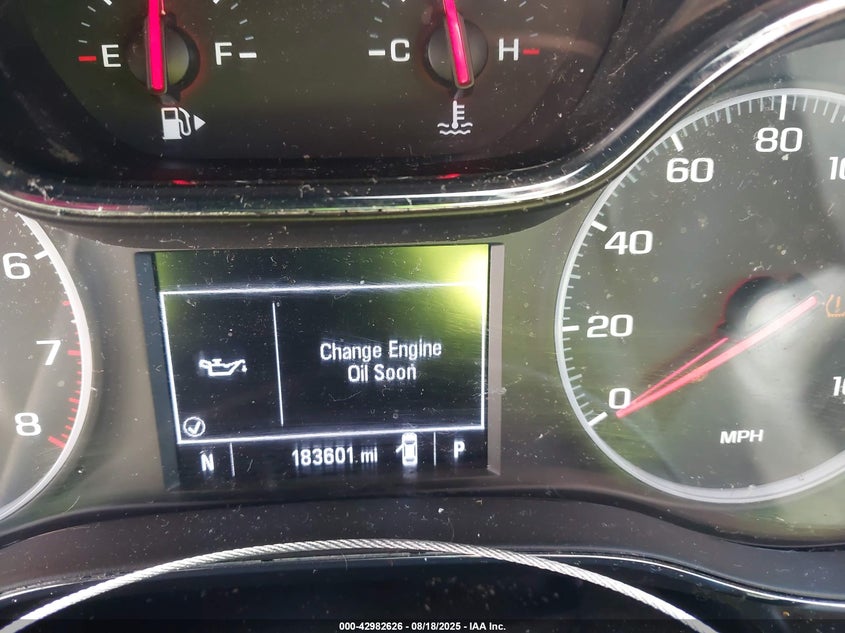 E F
C H
80
60
40
20
0
MPH
6
7
8
Change Engine
Oil Soon
N 183601 mi P
000-42982626 - 08/18/2025 - IAA Inc.